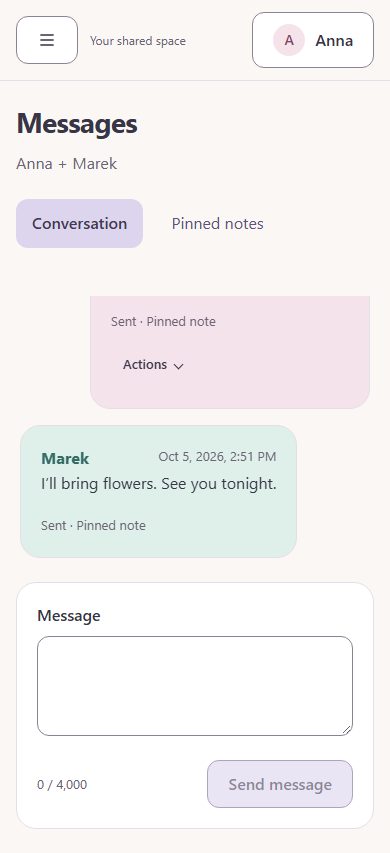 Your shared space
A Anna
Messages
Anna + Marek
Conversation Pinned notes
Sent · Pinned note
Actions
Marek Oct 5, 2026, 2:51 PM
I’ll bring flowers. See you tonight.
Sent · Pinned note
Message
0 / 4,000 Send message